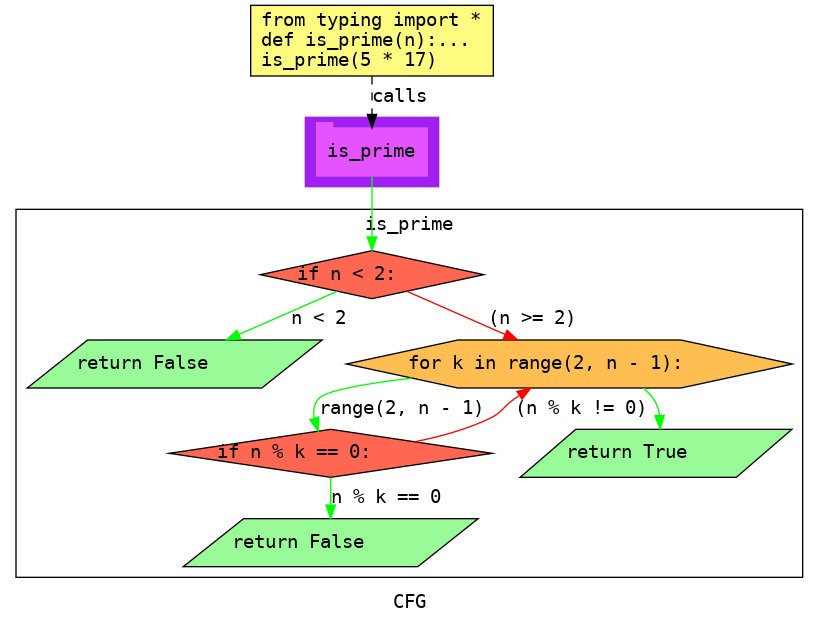 from typing import *
def is_prime(n):...
is_prime(5 * 17)
calls
is_prime
is_prime
if n < 2:
n < 2
(n >= 2)
return False
for k in range(2, n - 1):
range(2, n - 1)
(n % k != 0)
if n % k == 0:
return True
n % k == 0
return False
CFG